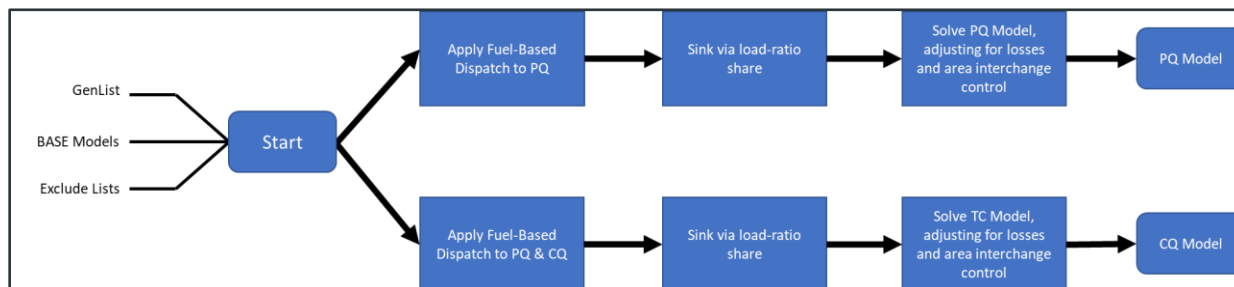 GenList
BASE Models
Exclude Lists
Start
Apply Fuel-Based
Dispatch to PQ
Sink via load-ratio
share
Solve PQ Model,
adjusting for losses
and area interchange
control
PQ Model
Apply Fuel-Based
Dispatch to PQ & CQ
Sink via load-ratio
share
Solve TC Model,
adjusting for losses
and area interchange
control
CQ Model